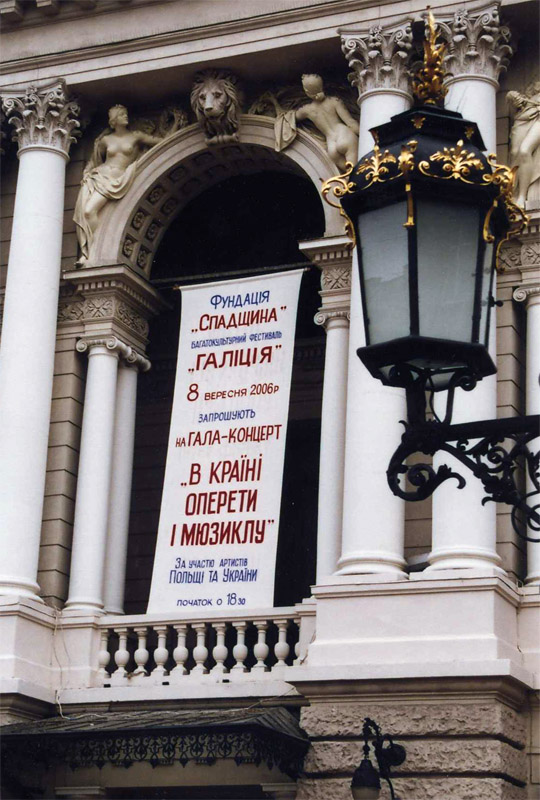 Фундація
„Спадщина"
багатокультурний фестиваль
„ГАЛІЦІЯ"
8 вересня 2006р
запрошують
на ГАЛА-КОНЦЕРТ
„В КРАЇНІ
ОПЕРЕТИ
І МЮЗИКЛУ"
За участю артистів
Польщі та України
початок о 18.30